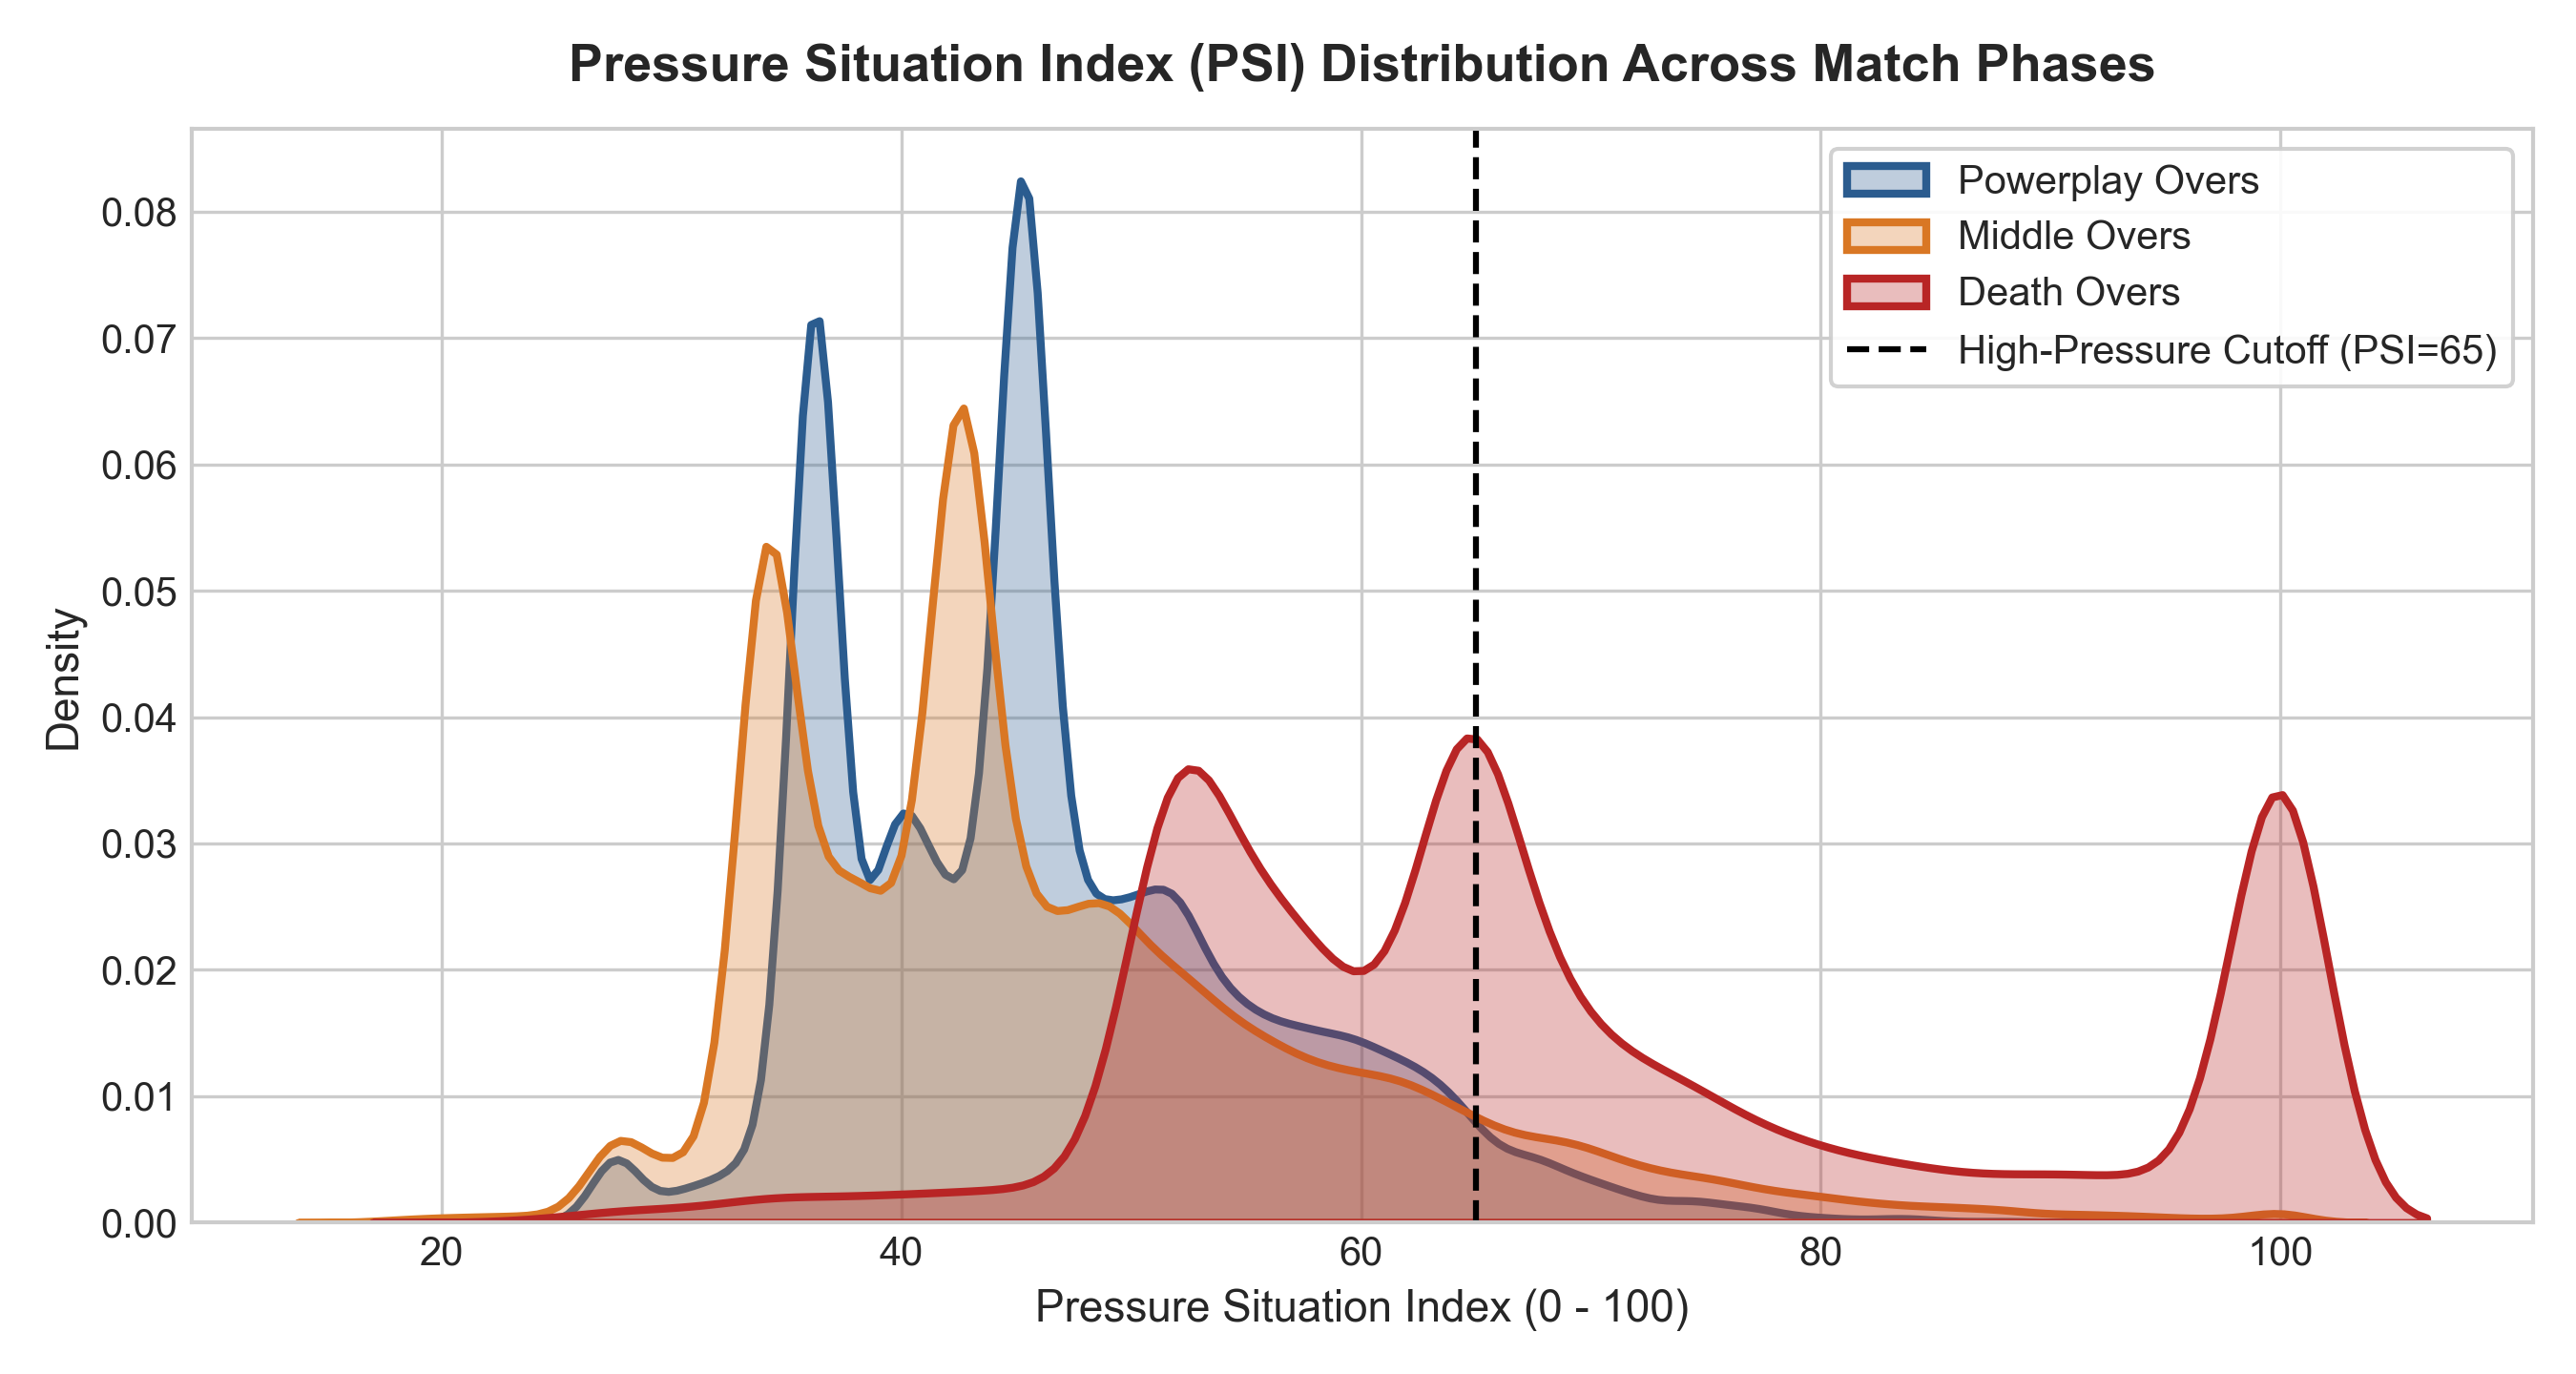 Pressure Situation Index (PSI) Distribution Across Match Phases
Powerplay Overs
Middle Overs
Death Overs
High-Pressure Cutoff (PSI=65)
Density
0.08
0.07
0.06
0.05
0.04
0.03
0.02
0.01
0.00
20 40 60 80 100
Pressure Situation Index (0 - 100)